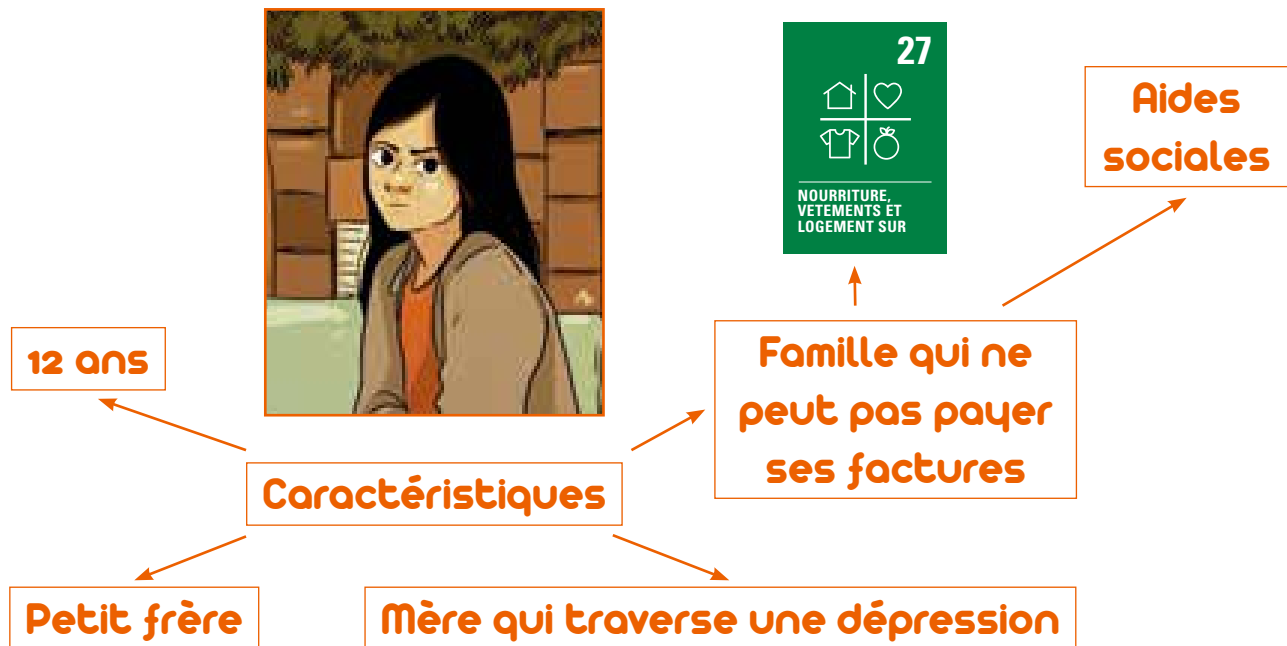 27
NOURRITURE,
VETEMENTS ET
LOGEMENT SUR
Aides
sociales
12 ans
Famille qui ne
peut pas payer
ses factures
Caractéristiques
Petit frère
Mère qui traverse une dépression